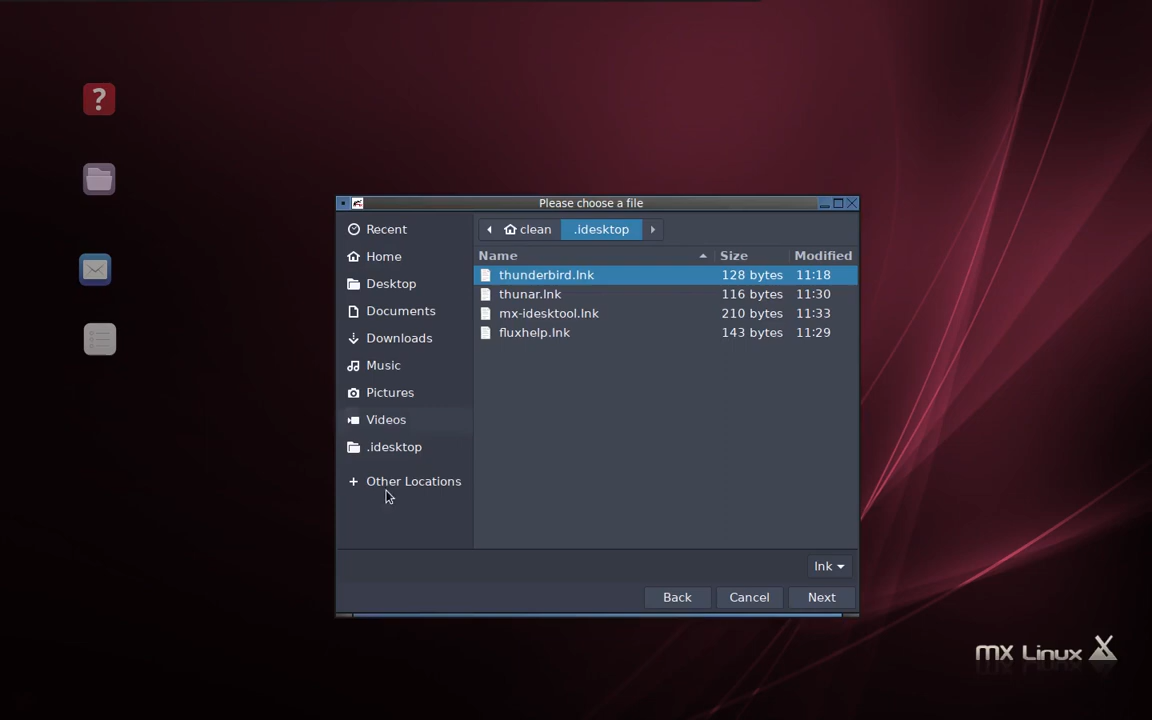 ?
Please choose a file
Recent
Home
Desktop
Documents
Downloads
Music
Pictures
Videos
.idesktop
Other Locations
clean .idesktop
Name Size Modified
thunderbird.lnk 128 bytes 11:18
thunar.lnk 116 bytes 11:30
mx-idesktool.lnk 210 bytes 11:33
fluxhelp.lnk 143 bytes 11:29
lnk
Back Cancel Next
mx Linux